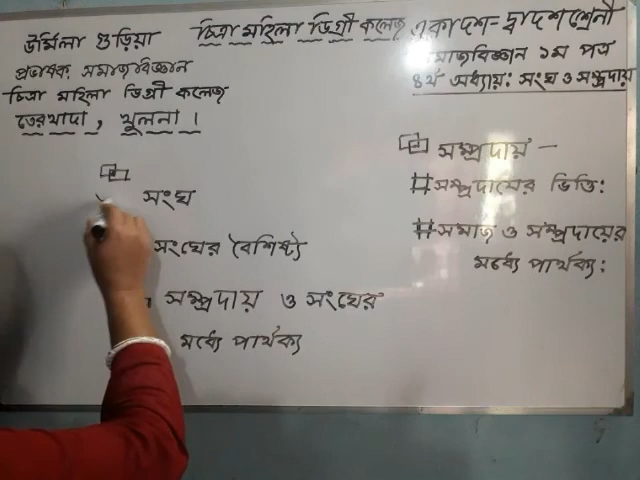 উর্মিলা গুড়িয়া
প্রভাষক সমাজবিজ্ঞান
চিত্রা মহিলা ডিগ্রী কলেজ
তেরখাদা, খুলনা।
চিত্রা মহিলা ডিগ্রী কলেজ
একাদশ-দ্বাদশ শ্রেনী
সমাজবিজ্ঞান ১ম পত্র
৪র্থ অধ্যায়: সংঘ ও সম্প্রদায়
সংঘ
সংঘের বৈশিষ্ট্য
সম্প্রদায় ও সংঘের
মধ্যে পার্থক্য
সম্প্রদায় –
#সম্প্রদায়ের ভিত্তি:
#সমাজ ও সম্প্রদায়ের
মধ্যে পার্থক্য: